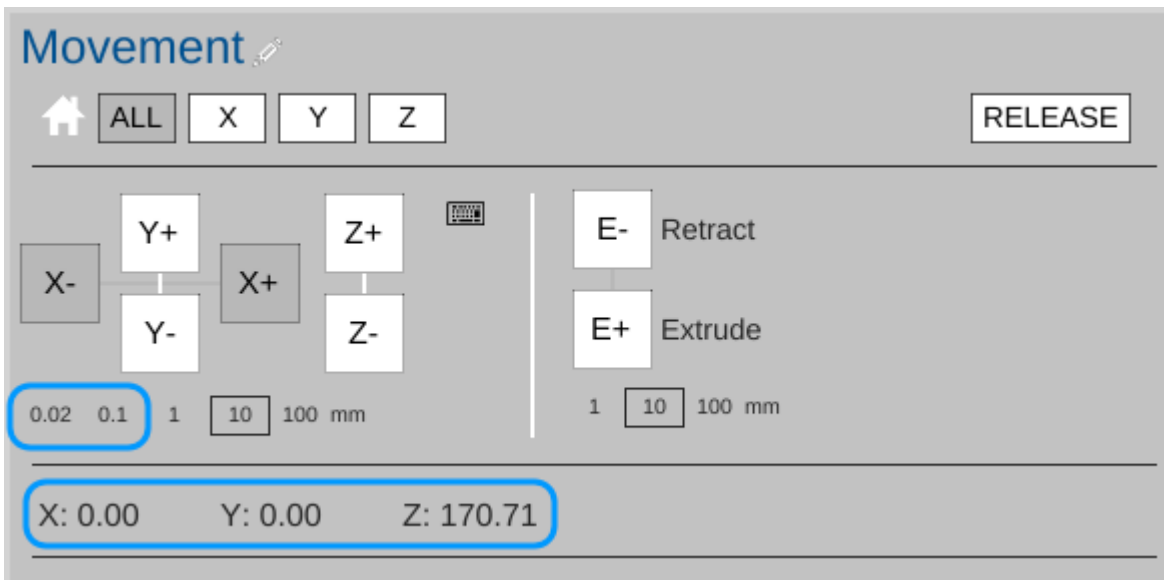 Movement
ALL X Y Z RELEASE
Y+ Z+ E- Retract
X- X+
Y- Z- E+ Extrude
0.02 0.1 1 10 100 mm 1 10 100 mm
X: 0.00 Y: 0.00 Z: 170.71